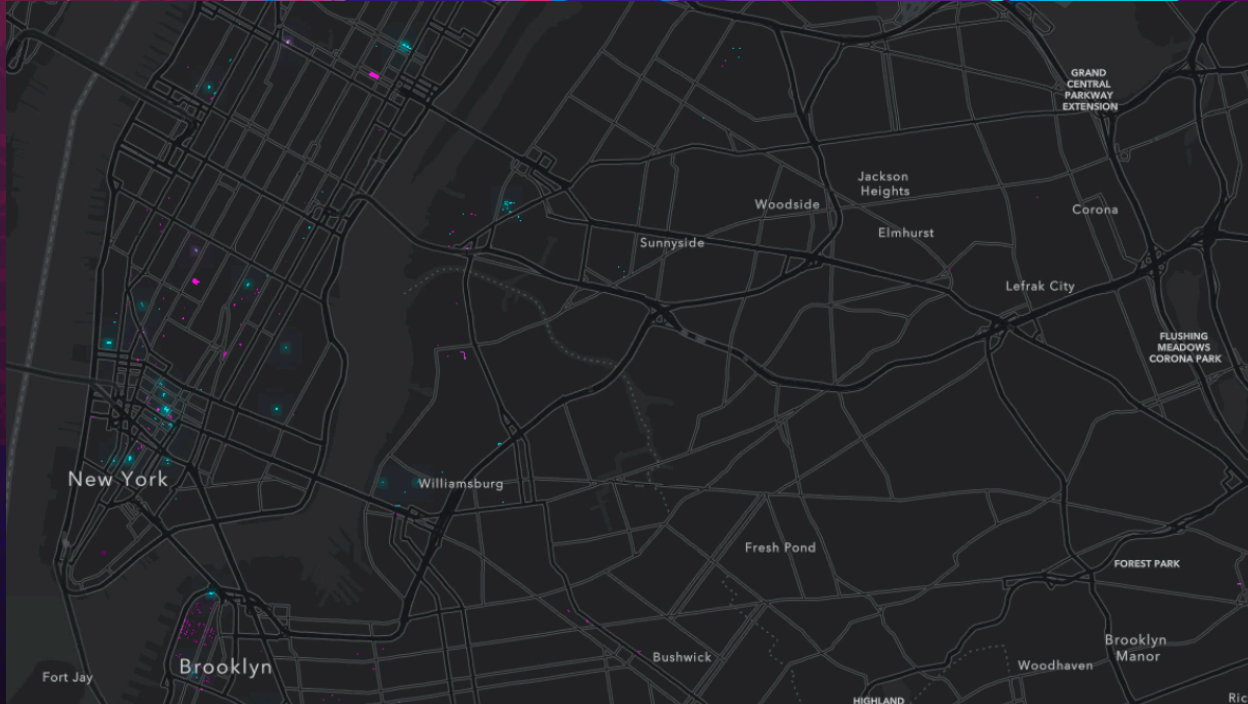 GRAND
CENTRAL
PARKWAY
EXTENSION
Jackson
Heights
Woodside
Corona
Elmhurst
Sunnyside
Lefrak City
FLUSHING
MEADOWS
CORONA PARK
New York
Williamsburg
Fresh Pond
FOREST PARK
Brooklyn
Manor
Bushwick
Brooklyn
Woodhaven
Fort Jay
HIGHLAND
Ric